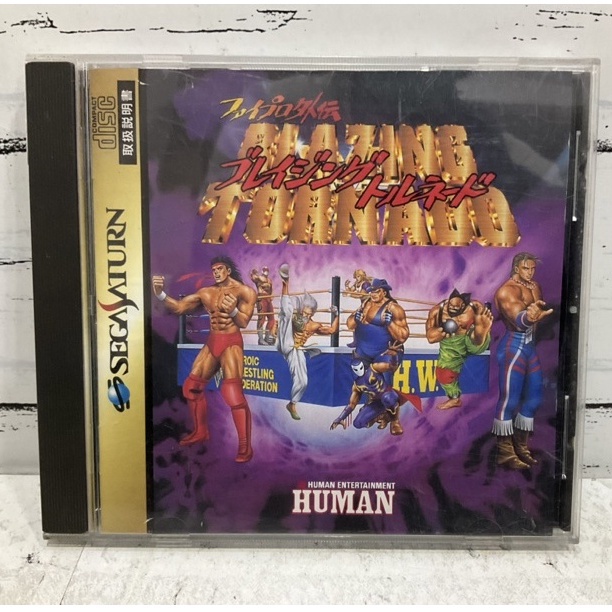 COMPACT
disc
取扱説明書
SEGA SATURN
ファイプロ外伝
BLAZING
ブレイジング トルネード
TORNADO
ROIC
RESTLING
DERATION
H.W.
HUMAN ENTERTAINMENT
HUMAN